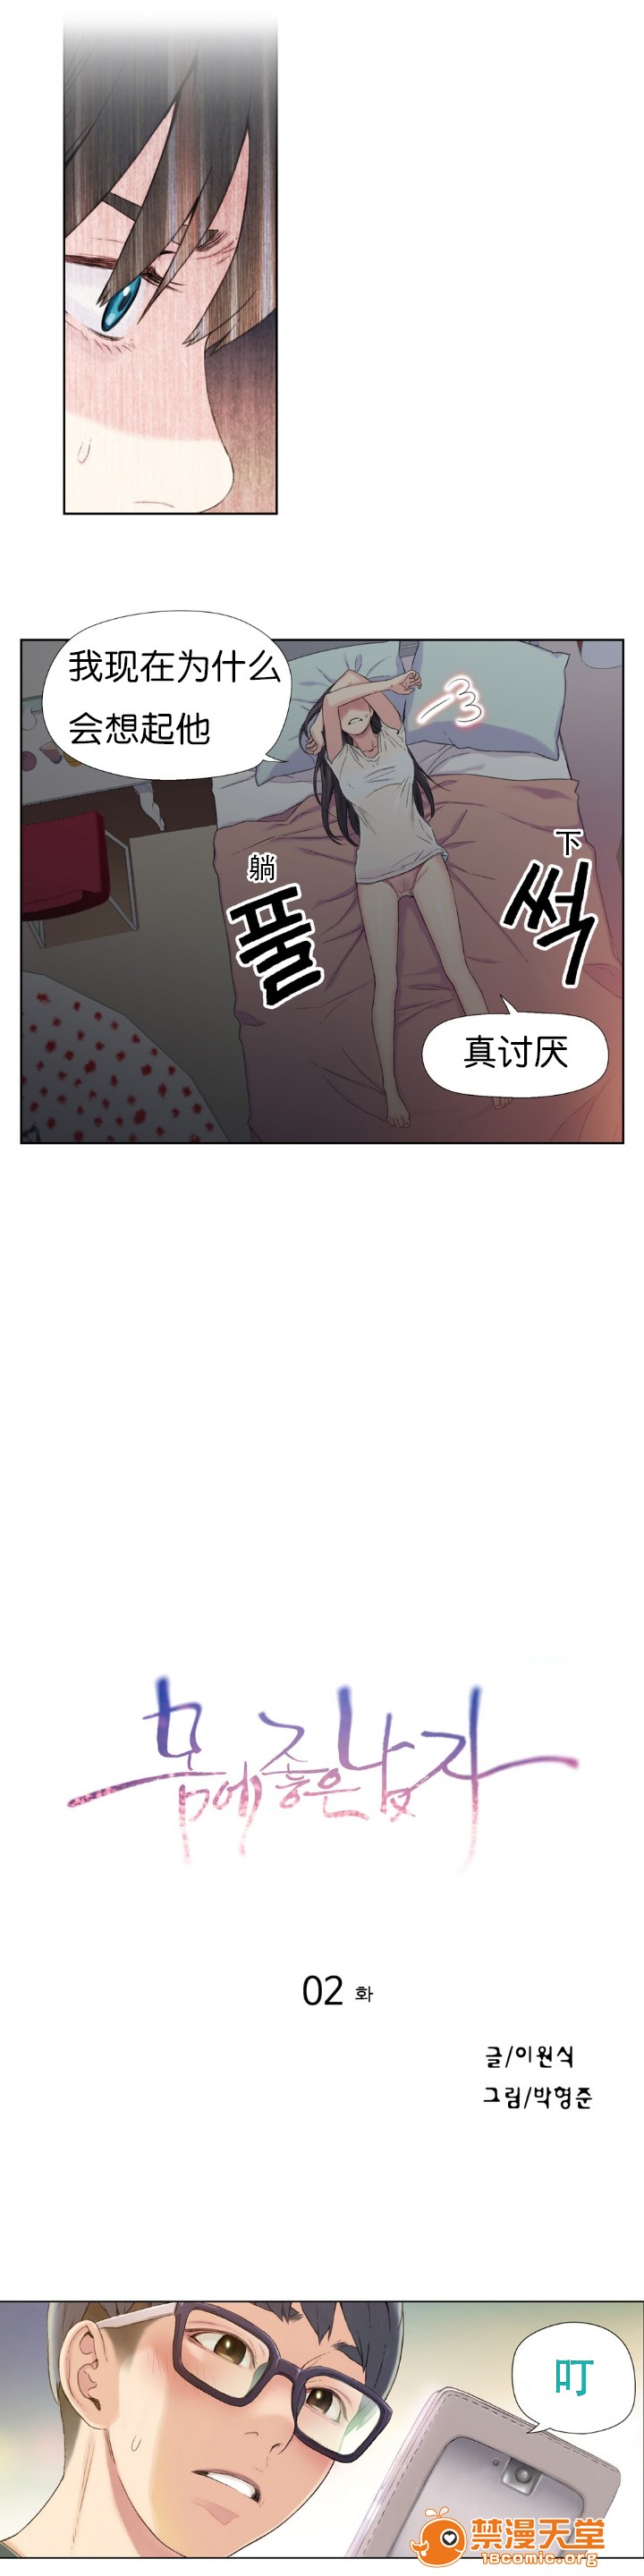 我现在为什么
会想起他
躺
풀
下
썩
真讨厌
몸에 좋은 남자
02 화
글/이원식
그림/박형준
叮
禁漫天堂
18comic.org